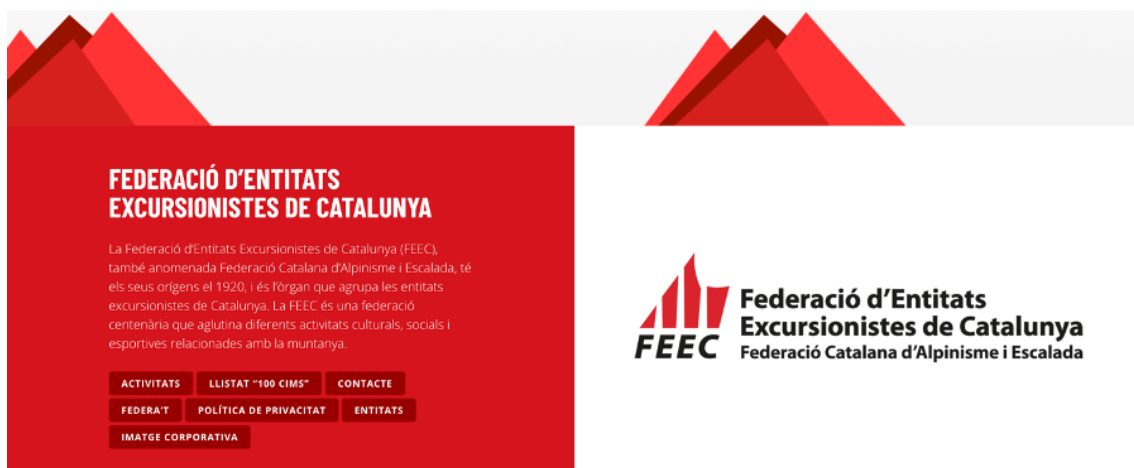 FEDERACIÓ D'ENTITATS
EXCURSIONISTES DE CATALUNYA
La Federació d'Entitats Excursionistes de Catalunya (FEEC),
també anomenada Federació Catalana d'Alpinisme i Escalada, té
els seus orígens el 1920, i és l'òrgan que agrupa les entitats
excursionistes de Catalunya. La FEEC és una federació
centenària que aglutina diferents activitats culturals, socials i
esportives relacionades amb la muntanya.
ACTIVITATS LLISTAT "100 CIMS" CONTACTE
FEDERA'T POLÍTICA DE PRIVACITAT ENTITATS
IMATGE CORPORATIVA
FEEC
Federació d'Entitats
Excursionistes de Catalunya
Federació Catalana d'Alpinisme i Escalada